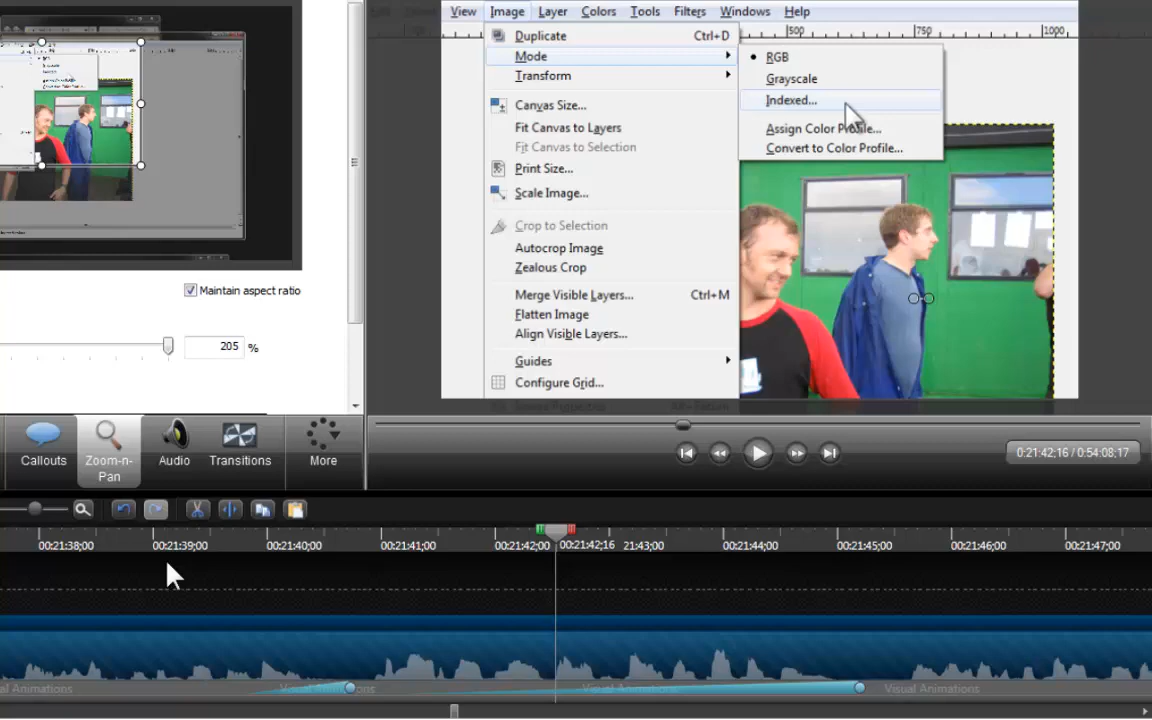 View Image Layer Colors Tools Filters Windows Help
500 750 1000
Duplicate Ctrl+D
Mode
Transform
Canvas Size...
Fit Canvas to Layers
Fit Canvas to Selection
Print Size...
Scale Image...
Crop to Selection
Autocrop Image
Zealous Crop
Merge Visible Layers... Ctrl+M
Flatten Image
Align Visible Layers...
Guides
Configure Grid...
RGB
Grayscale
Indexed...
Assign Color Profile...
Convert to Color Profile...
Maintain aspect ratio
205 %
Callouts
Zoom-n-
Pan
Audio
Transitions
More
0:21:42;16 / 0:54:08;17
00:21:38;00 00:21:39;00 00:21:40;00 00:21:41;00 00:21:42;00 00:21:42;16 21:43;00 00:21:44;00 00:21:45;00 00:21:46;00 00:21:47;00
al Animations Visual Animations Visual Animations Visual Animations